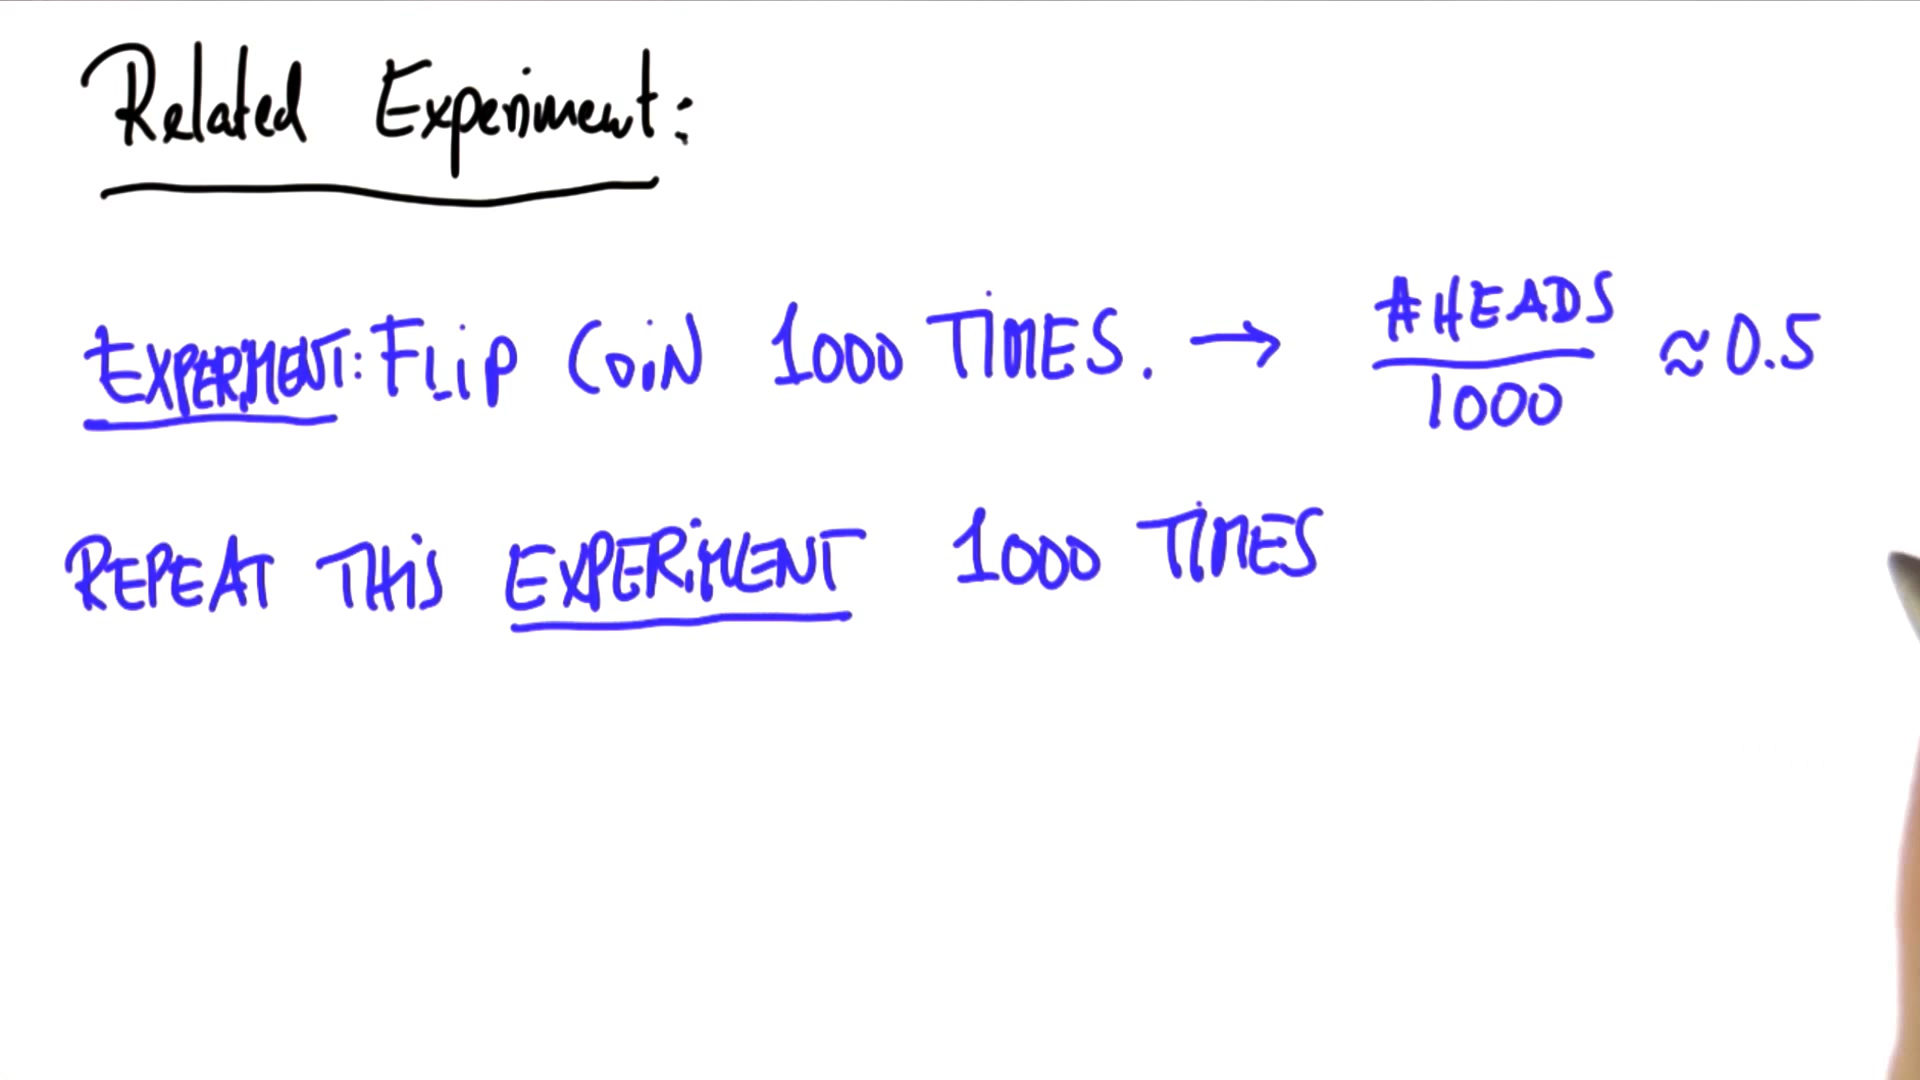 Related Experiment:
EXPERIMENT: FLIP COIN 1000 TIMES. → #HEADS / 1000 ≈ 0.5
REPEAT THIS EXPERIMENT 1000 TIMES